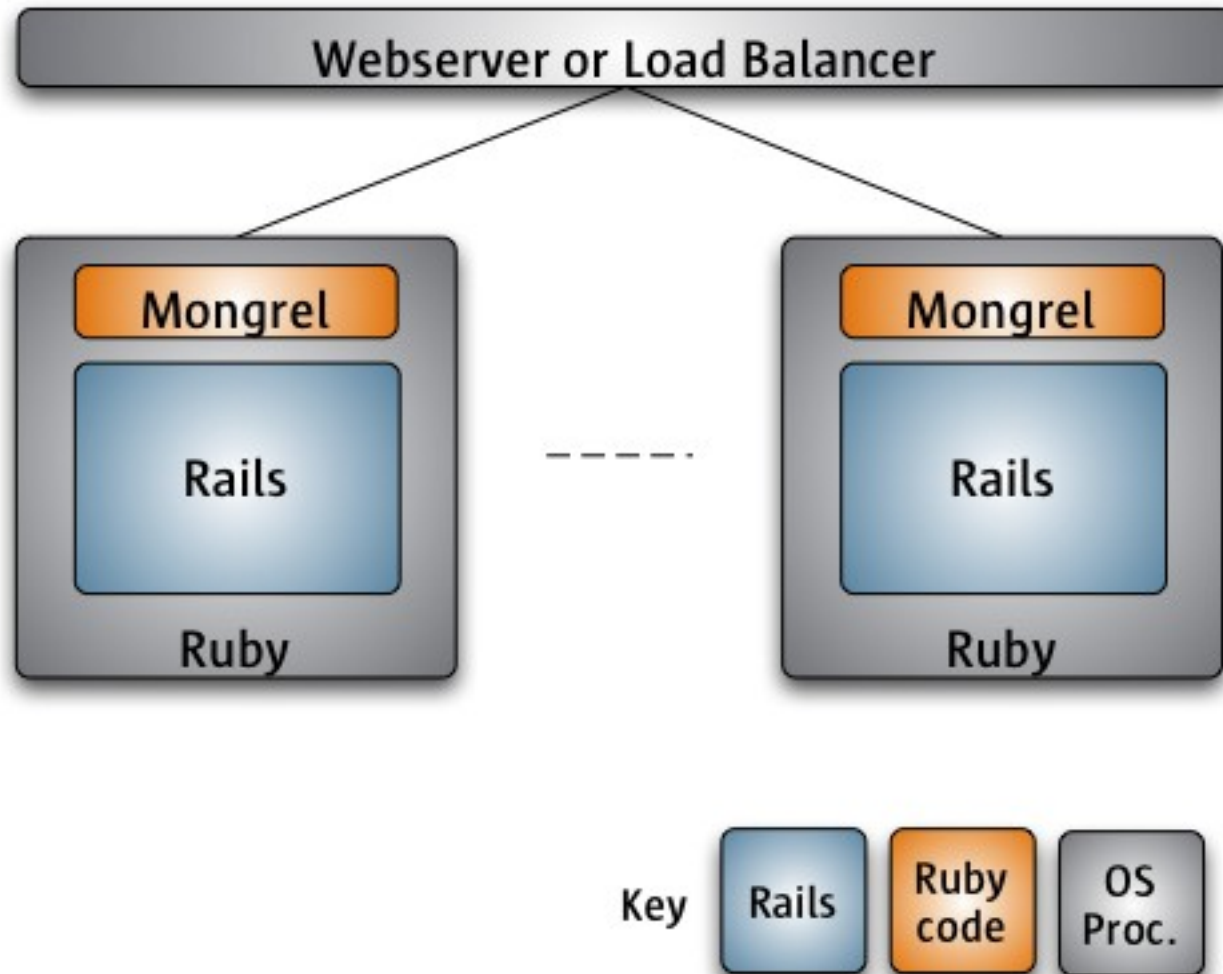 Webserver or Load Balancer
Mongrel
Rails
Ruby
Mongrel
Rails
Ruby
Key
Rails
Ruby
code
OS
Proc.